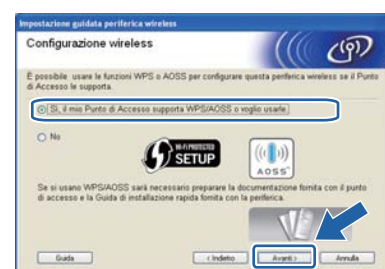 Impostazione guidata periferica wireless
Configurazione wireless
È possibile usare le funzioni WPS o AOSS per configurare questa periferica wireless se il Punto
di Accesso le supporta.
Sì, il mio Punto di Accesso supporta WPS/AOSS o voglio usarle.
No
Wi-Fi PROTECTED
SETUP
AOSS
Se si usano WPS/AOSS sarà necessario preparare la documentazione fornita con il punto
di accesso e la Guida di installazione rapida fornita con la periferica.
Guida
< Indietro
Avanti >
Annulla